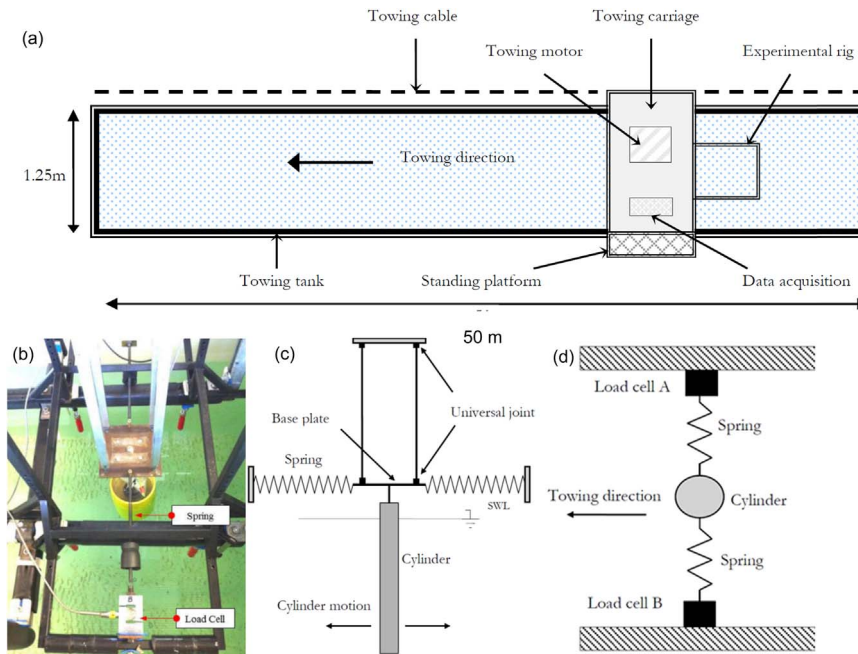 (a)
Towing cable
Towing carriage
Towing motor
Experimental rig
1.25m
Towing direction
Towing tank
Standing platform
Data acquisition
50 m
(b)
Spring
B
Load Cell
(c)
Base plate
Universal joint
Spring
SWL
Cylinder
Cylinder motion
(d)
Load cell A
Spring
Towing direction
Cylinder
Spring
Load cell B